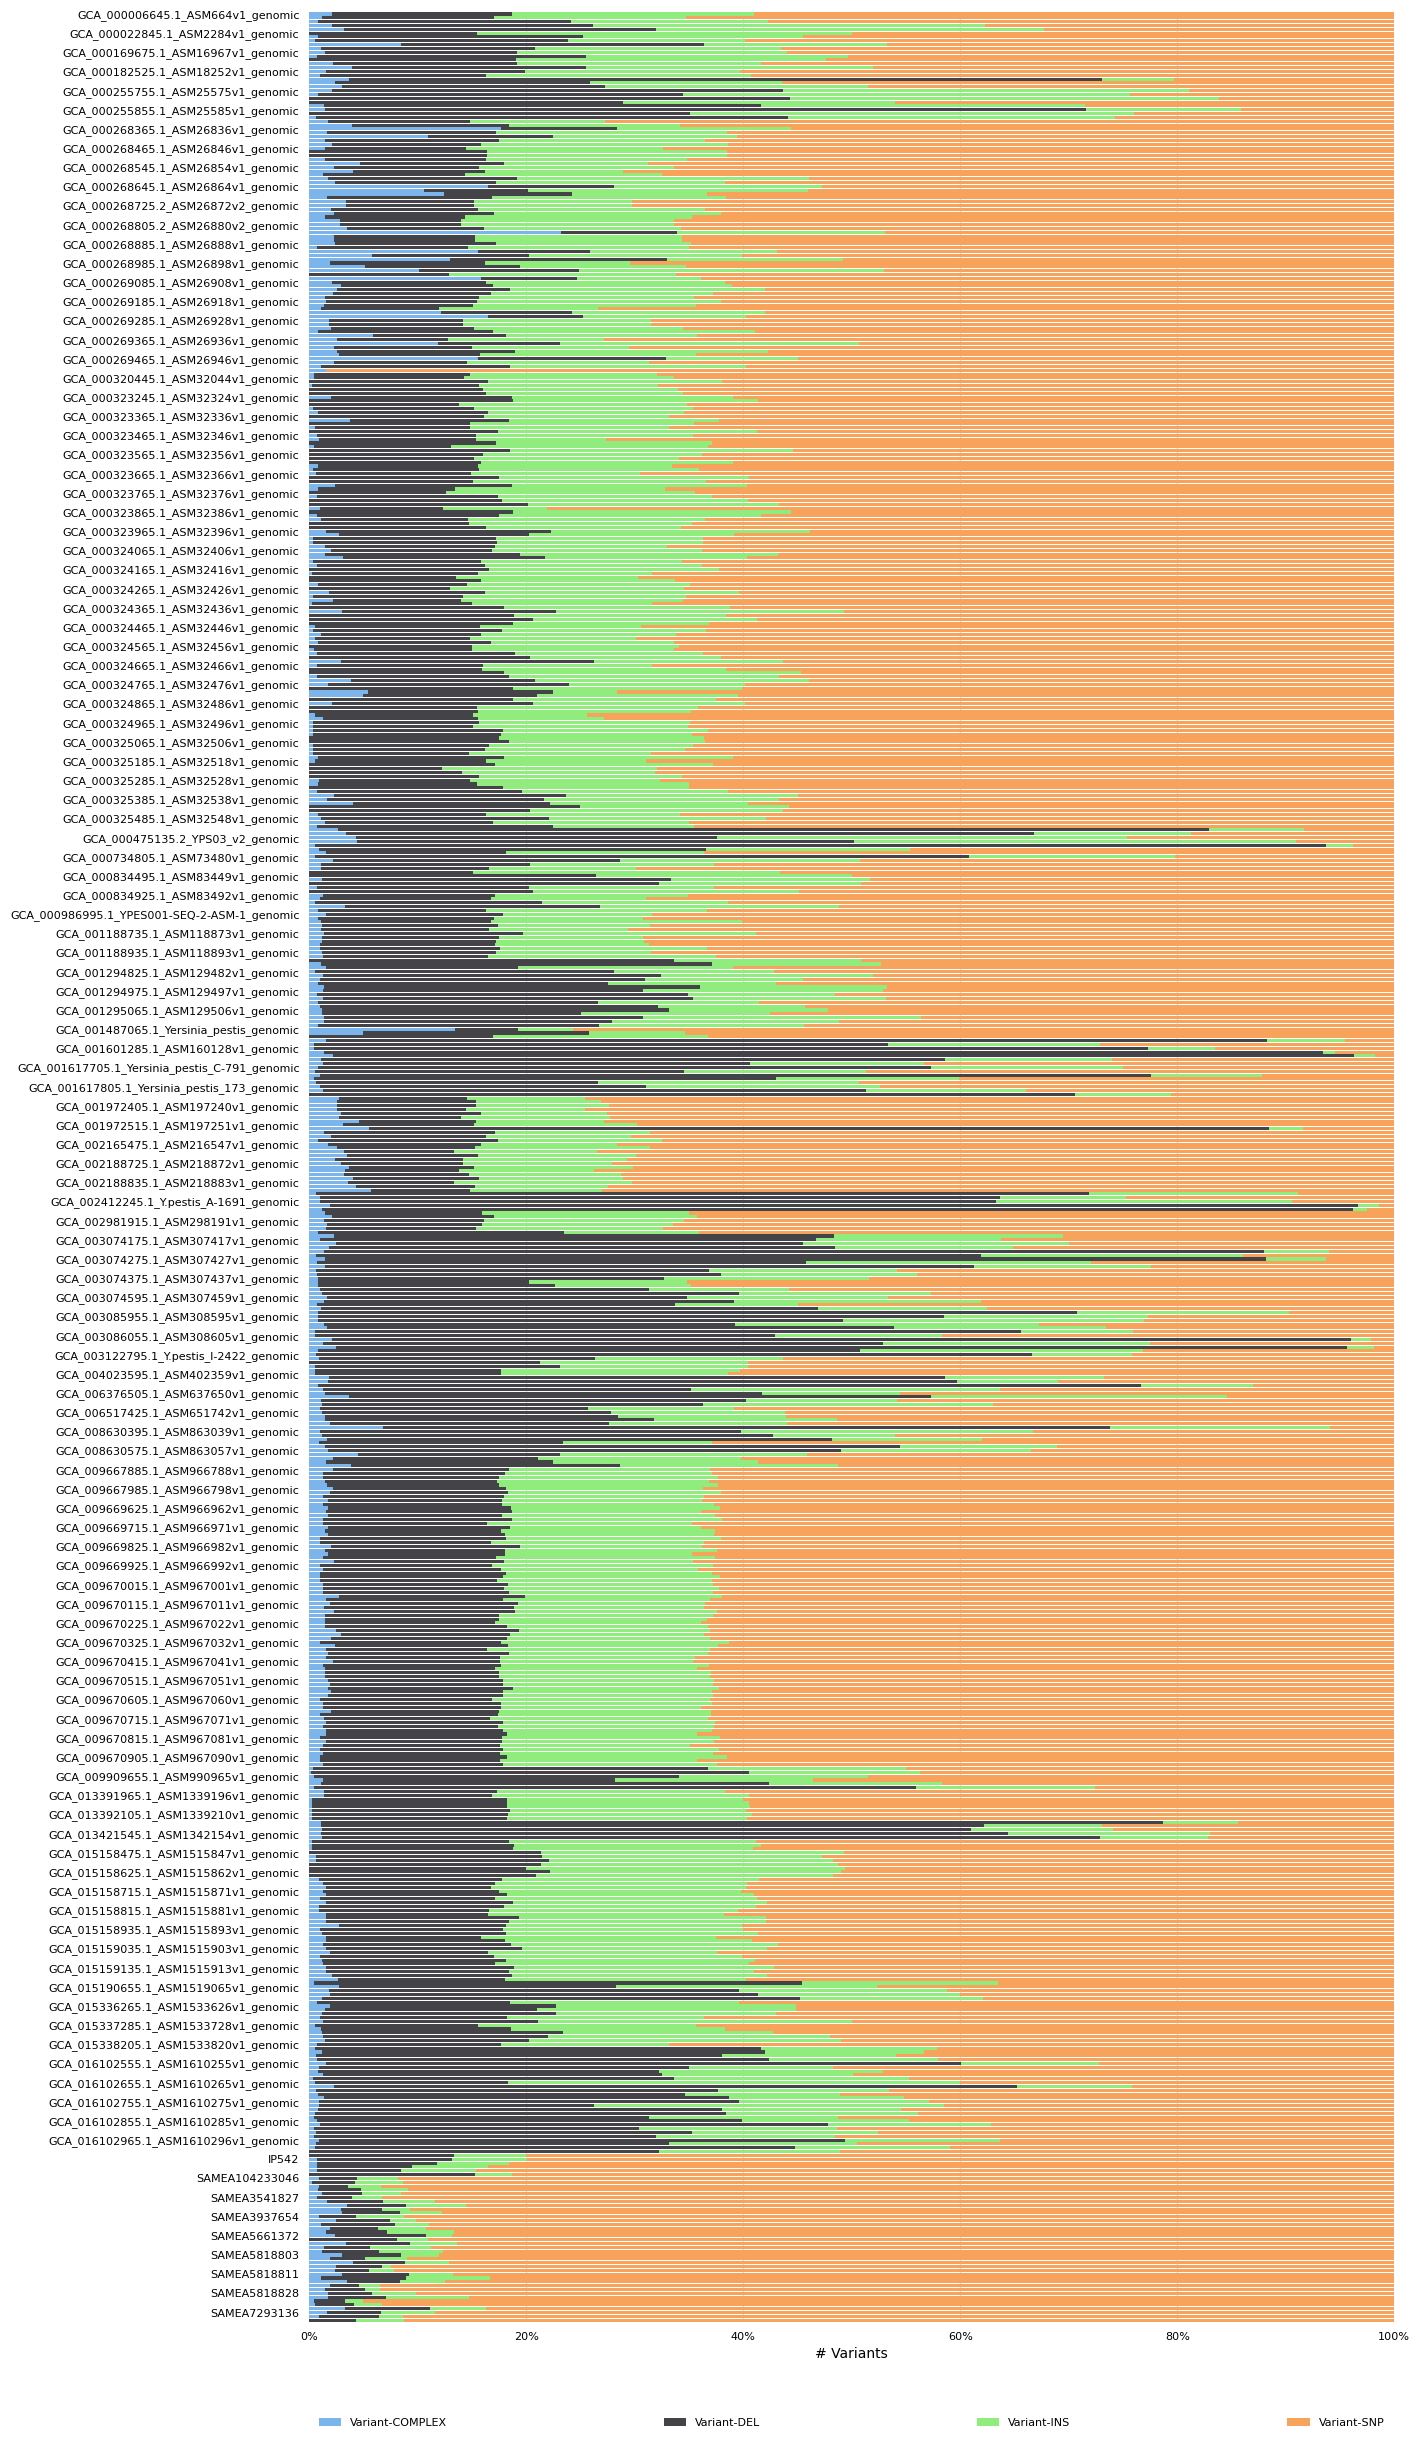 GCA_000006645.1_ASM664v1_genomic
GCA_000022845.1_ASM2284v1_genomic
GCA_000169675.1_ASM16967v1_genomic
GCA_000182525.1_ASM18252v1_genomic
GCA_000255755.1_ASM25575v1_genomic
GCA_000255855.1_ASM25585v1_genomic
GCA_000268365.1_ASM26836v1_genomic
GCA_000268465.1_ASM26846v1_genomic
GCA_000268545.1_ASM26854v1_genomic
GCA_000268645.1_ASM26864v1_genomic
GCA_000268725.2_ASM26872v2_genomic
GCA_000268805.2_ASM26880v2_genomic
GCA_000268885.1_ASM26888v1_genomic
GCA_000268985.1_ASM26898v1_genomic
GCA_000269085.1_ASM26908v1_genomic
GCA_000269185.1_ASM26918v1_genomic
GCA_000269285.1_ASM26928v1_genomic
GCA_000269365.1_ASM26936v1_genomic
GCA_000269465.1_ASM26946v1_genomic
GCA_000320445.1_ASM32044v1_genomic
GCA_000323245.1_ASM32324v1_genomic
GCA_000323365.1_ASM32336v1_genomic
GCA_000323465.1_ASM32346v1_genomic
GCA_000323565.1_ASM32356v1_genomic
GCA_000323665.1_ASM32366v1_genomic
GCA_000323765.1_ASM32376v1_genomic
GCA_000323865.1_ASM32386v1_genomic
GCA_000323965.1_ASM32396v1_genomic
GCA_000324065.1_ASM32406v1_genomic
GCA_000324165.1_ASM32416v1_genomic
GCA_000324265.1_ASM32426v1_genomic
GCA_000324365.1_ASM32436v1_genomic
GCA_000324465.1_ASM32446v1_genomic
GCA_000324565.1_ASM32456v1_genomic
GCA_000324665.1_ASM32466v1_genomic
GCA_000324765.1_ASM32476v1_genomic
GCA_000324865.1_ASM32486v1_genomic
GCA_000324965.1_ASM32496v1_genomic
GCA_000325065.1_ASM32506v1_genomic
GCA_000325185.1_ASM32518v1_genomic
GCA_000325285.1_ASM32528v1_genomic
GCA_000325385.1_ASM32538v1_genomic
GCA_000325485.1_ASM32548v1_genomic
GCA_000475135.2_YPS03_v2_genomic
GCA_000734805.1_ASM73480v1_genomic
GCA_000834495.1_ASM83449v1_genomic
GCA_000834925.1_ASM83492v1_genomic
GCA_000986995.1_YPES001-SEQ-2-ASM-1_genomic
GCA_001188735.1_ASM118873v1_genomic
GCA_001188935.1_ASM118893v1_genomic
GCA_001294825.1_ASM129482v1_genomic
GCA_001294975.1_ASM129497v1_genomic
GCA_001295065.1_ASM129506v1_genomic
GCA_001487065.1_Yersinia_pestis_genomic
GCA_001601285.1_ASM160128v1_genomic
GCA_001617705.1_Yersinia_pestis_C-791_genomic
GCA_001617805.1_Yersinia_pestis_173_genomic
GCA_001972405.1_ASM197240v1_genomic
GCA_001972515.1_ASM197251v1_genomic
GCA_002165475.1_ASM216547v1_genomic
GCA_002188725.1_ASM218872v1_genomic
GCA_002188835.1_ASM218883v1_genomic
GCA_002412245.1_Y.pestis_A-1691_genomic
GCA_002981915.1_ASM298191v1_genomic
GCA_003074175.1_ASM307417v1_genomic
GCA_003074275.1_ASM307427v1_genomic
GCA_003074375.1_ASM307437v1_genomic
GCA_003074595.1_ASM307459v1_genomic
GCA_003085955.1_ASM308595v1_genomic
GCA_003086055.1_ASM308605v1_genomic
GCA_003122795.1_Y.pestis_I-2422_genomic
GCA_004023595.1_ASM402359v1_genomic
GCA_006376505.1_ASM637650v1_genomic
GCA_006517425.1_ASM651742v1_genomic
GCA_008630395.1_ASM863039v1_genomic
GCA_008630575.1_ASM863057v1_genomic
GCA_009667885.1_ASM966788v1_genomic
GCA_009667985.1_ASM966798v1_genomic
GCA_009669625.1_ASM966962v1_genomic
GCA_009669715.1_ASM966971v1_genomic
GCA_009669825.1_ASM966982v1_genomic
GCA_009669925.1_ASM966992v1_genomic
GCA_009670015.1_ASM967001v1_genomic
GCA_009670115.1_ASM967011v1_genomic
GCA_009670225.1_ASM967022v1_genomic
GCA_009670325.1_ASM967032v1_genomic
GCA_009670415.1_ASM967041v1_genomic
GCA_009670515.1_ASM967051v1_genomic
GCA_009670605.1_ASM967060v1_genomic
GCA_009670715.1_ASM967071v1_genomic
GCA_009670815.1_ASM967081v1_genomic
GCA_009670905.1_ASM967090v1_genomic
GCA_009909655.1_ASM990965v1_genomic
GCA_013391965.1_ASM1339196v1_genomic
GCA_013392105.1_ASM1339210v1_genomic
GCA_013421545.1_ASM1342154v1_genomic
GCA_015158475.1_ASM1515847v1_genomic
GCA_015158625.1_ASM1515862v1_genomic
GCA_015158715.1_ASM1515871v1_genomic
GCA_015158815.1_ASM1515881v1_genomic
GCA_015158935.1_ASM1515893v1_genomic
GCA_015159035.1_ASM1515903v1_genomic
GCA_015159135.1_ASM1515913v1_genomic
GCA_015190655.1_ASM1519065v1_genomic
GCA_015336265.1_ASM1533626v1_genomic
GCA_015337285.1_ASM1533728v1_genomic
GCA_015338205.1_ASM1533820v1_genomic
GCA_016102555.1_ASM1610255v1_genomic
GCA_016102655.1_ASM1610265v1_genomic
GCA_016102755.1_ASM1610275v1_genomic
GCA_016102855.1_ASM1610285v1_genomic
GCA_016102965.1_ASM1610296v1_genomic
IP542
SAMEA104233046
SAMEA3541827
SAMEA3937654
SAMEA5661372
SAMEA5818803
SAMEA5818811
SAMEA5818828
SAMEA7293136
0% 20% 40% 60% 80% 100%
# Variants
Variant-COMPLEX Variant-DEL Variant-INS Variant-SNP